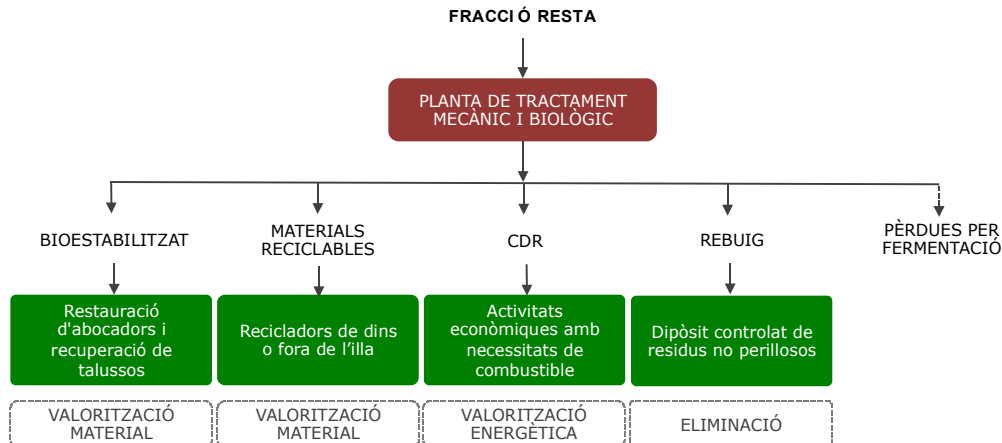 FRACCIÓ RESTA
PLANTA DE TRACTAMENT
MECÀNIC I BIOLÒGIC
BIOESTABILITZAT
MATERIALS
RECICLABLES
CDR
REBUIG
PÈRDUES PER
FERMENTACIÓ
Restauració
d'abocadors i
recuperació de
talussos
Recicladors de dins
o fora de l’illa
Activitats
econòmiques amb
necessitats de
combustible
Dipòsit controlat de
residus no perillosos
VALORITZACIÓ
MATERIAL
VALORITZACIÓ
MATERIAL
VALORITZACIÓ
ENERGÈTICA
ELIMINACIÓ